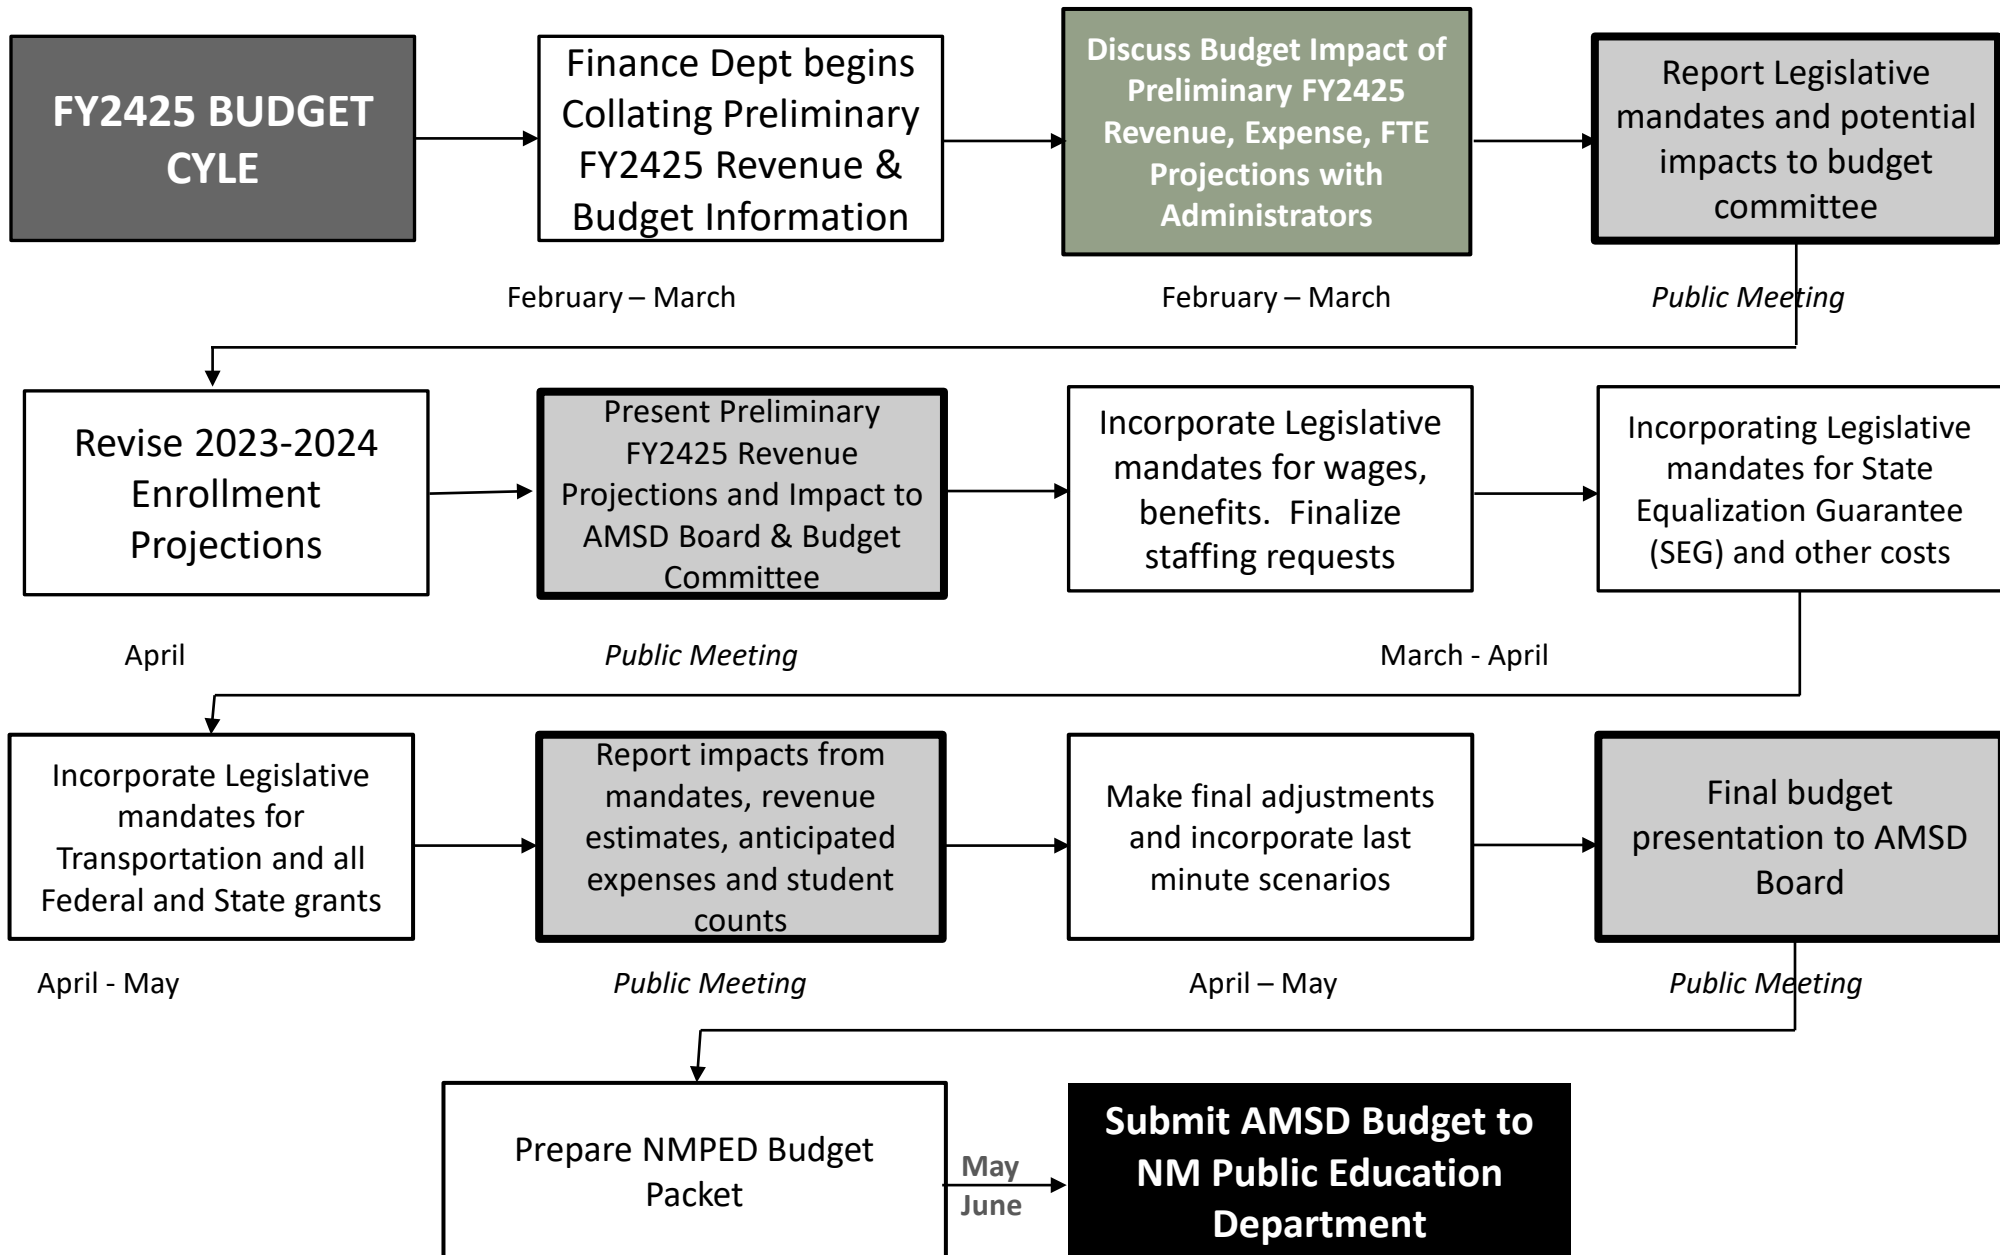 FY2425 BUDGET
CYLE
Finance Dept begins
Collating Preliminary
FY2425 Revenue &
Budget Information
Discuss Budget Impact of
Preliminary FY2425
Revenue, Expense, FTE
Projections with
Administrators
Report Legislative
mandates and potential
impacts to budget
committee
February – March
February – March
Public Meeting
Revise 2023-2024
Enrollment
Projections
Present Preliminary
FY2425 Revenue
Projections and Impact to
AMSD Board & Budget
Committee
Incorporate Legislative
mandates for wages,
benefits.  Finalize
staffing requests
Incorporating Legislative
mandates for State
Equalization Guarantee
(SEG) and other costs
April
Public Meeting
March - April
Incorporate Legislative
mandates for
Transportation and all
Federal and State grants
Report impacts from
mandates, revenue
estimates, anticipated
expenses and student
counts
Make final adjustments
and incorporate last
minute scenarios
Final budget
presentation to AMSD
Board
April - May
Public Meeting
April – May
Public Meeting
Prepare NMPED Budget
Packet
May
June
Submit AMSD Budget to
NM Public Education
Department